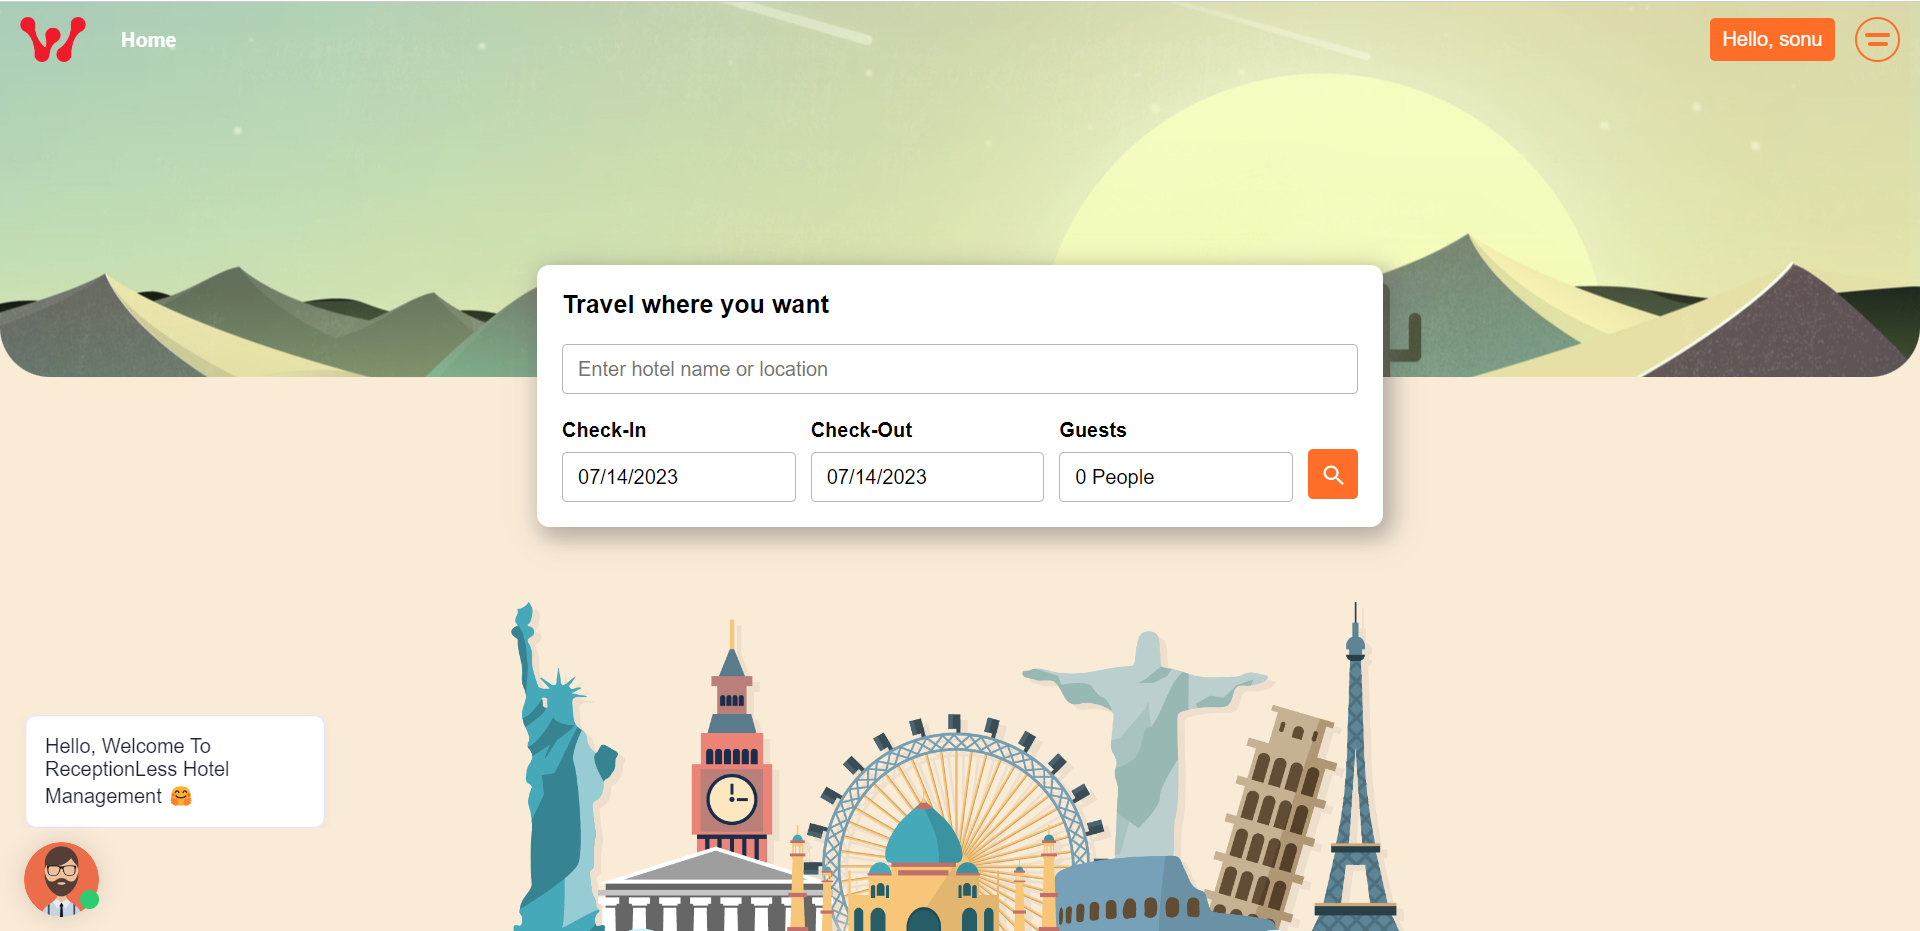 Home
Hello, sonu
Travel where you want
Enter hotel name or location
Check-In
Check-Out
Guests
07/14/2023
07/14/2023
0 People
Hello, Welcome To
ReceptionLess Hotel
Management 🤗